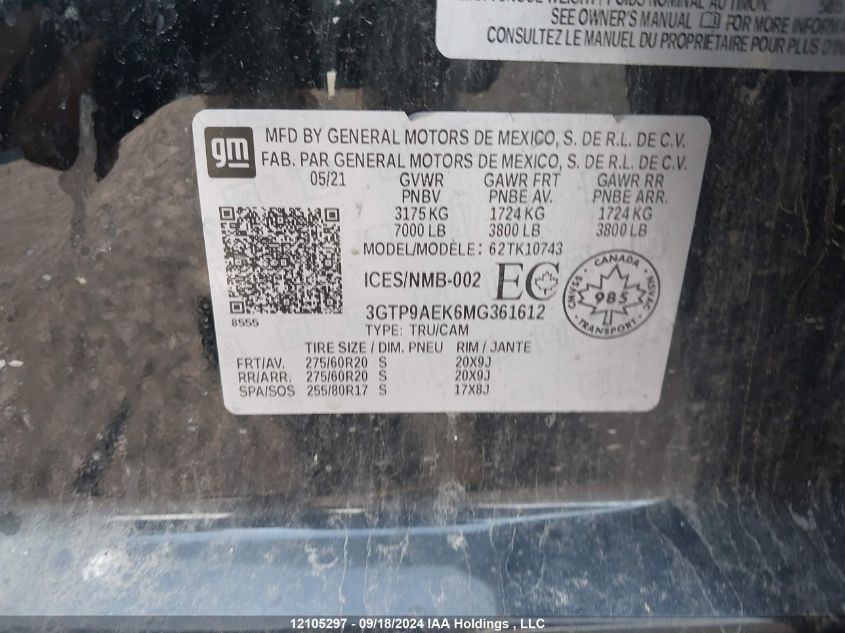 SEE OWNER'S MANUAL FOR MORE
CONSULTEZ LE MANUEL DU PROPRIÉTAIRE POUR PLUS
gm
MFD BY GENERAL MOTORS DE MEXICO, S. DE R.L. DE C.V.
FAB. PAR GENERAL MOTORS DE MEXICO, S. DE R.L. DE C.V.
05/21 GVWR GAWR FRT GAWR RR
PNBV PNBE AV. PNBE ARR.
3175 KG 1724 KG 1724 KG
7000 LB 3800 LB 3800 LB
MODEL/MODÈLE: 62TK10743
ICES/NMB-002 EC
CANADA
985
TRANSPORT
8555
3GTP9AEK6MG361612
TYPE: TRU/CAM
TIRE SIZE / DIM. PNEU RIM / JANTE
FRT/AV. 275/60R20 S 20X9J
RR/ARR. 275/60R20 S 20X9J
SPA/SOS 255/80R17 S 17X8J
12105297 - 09/18/2024 IAA Holdings , LLC